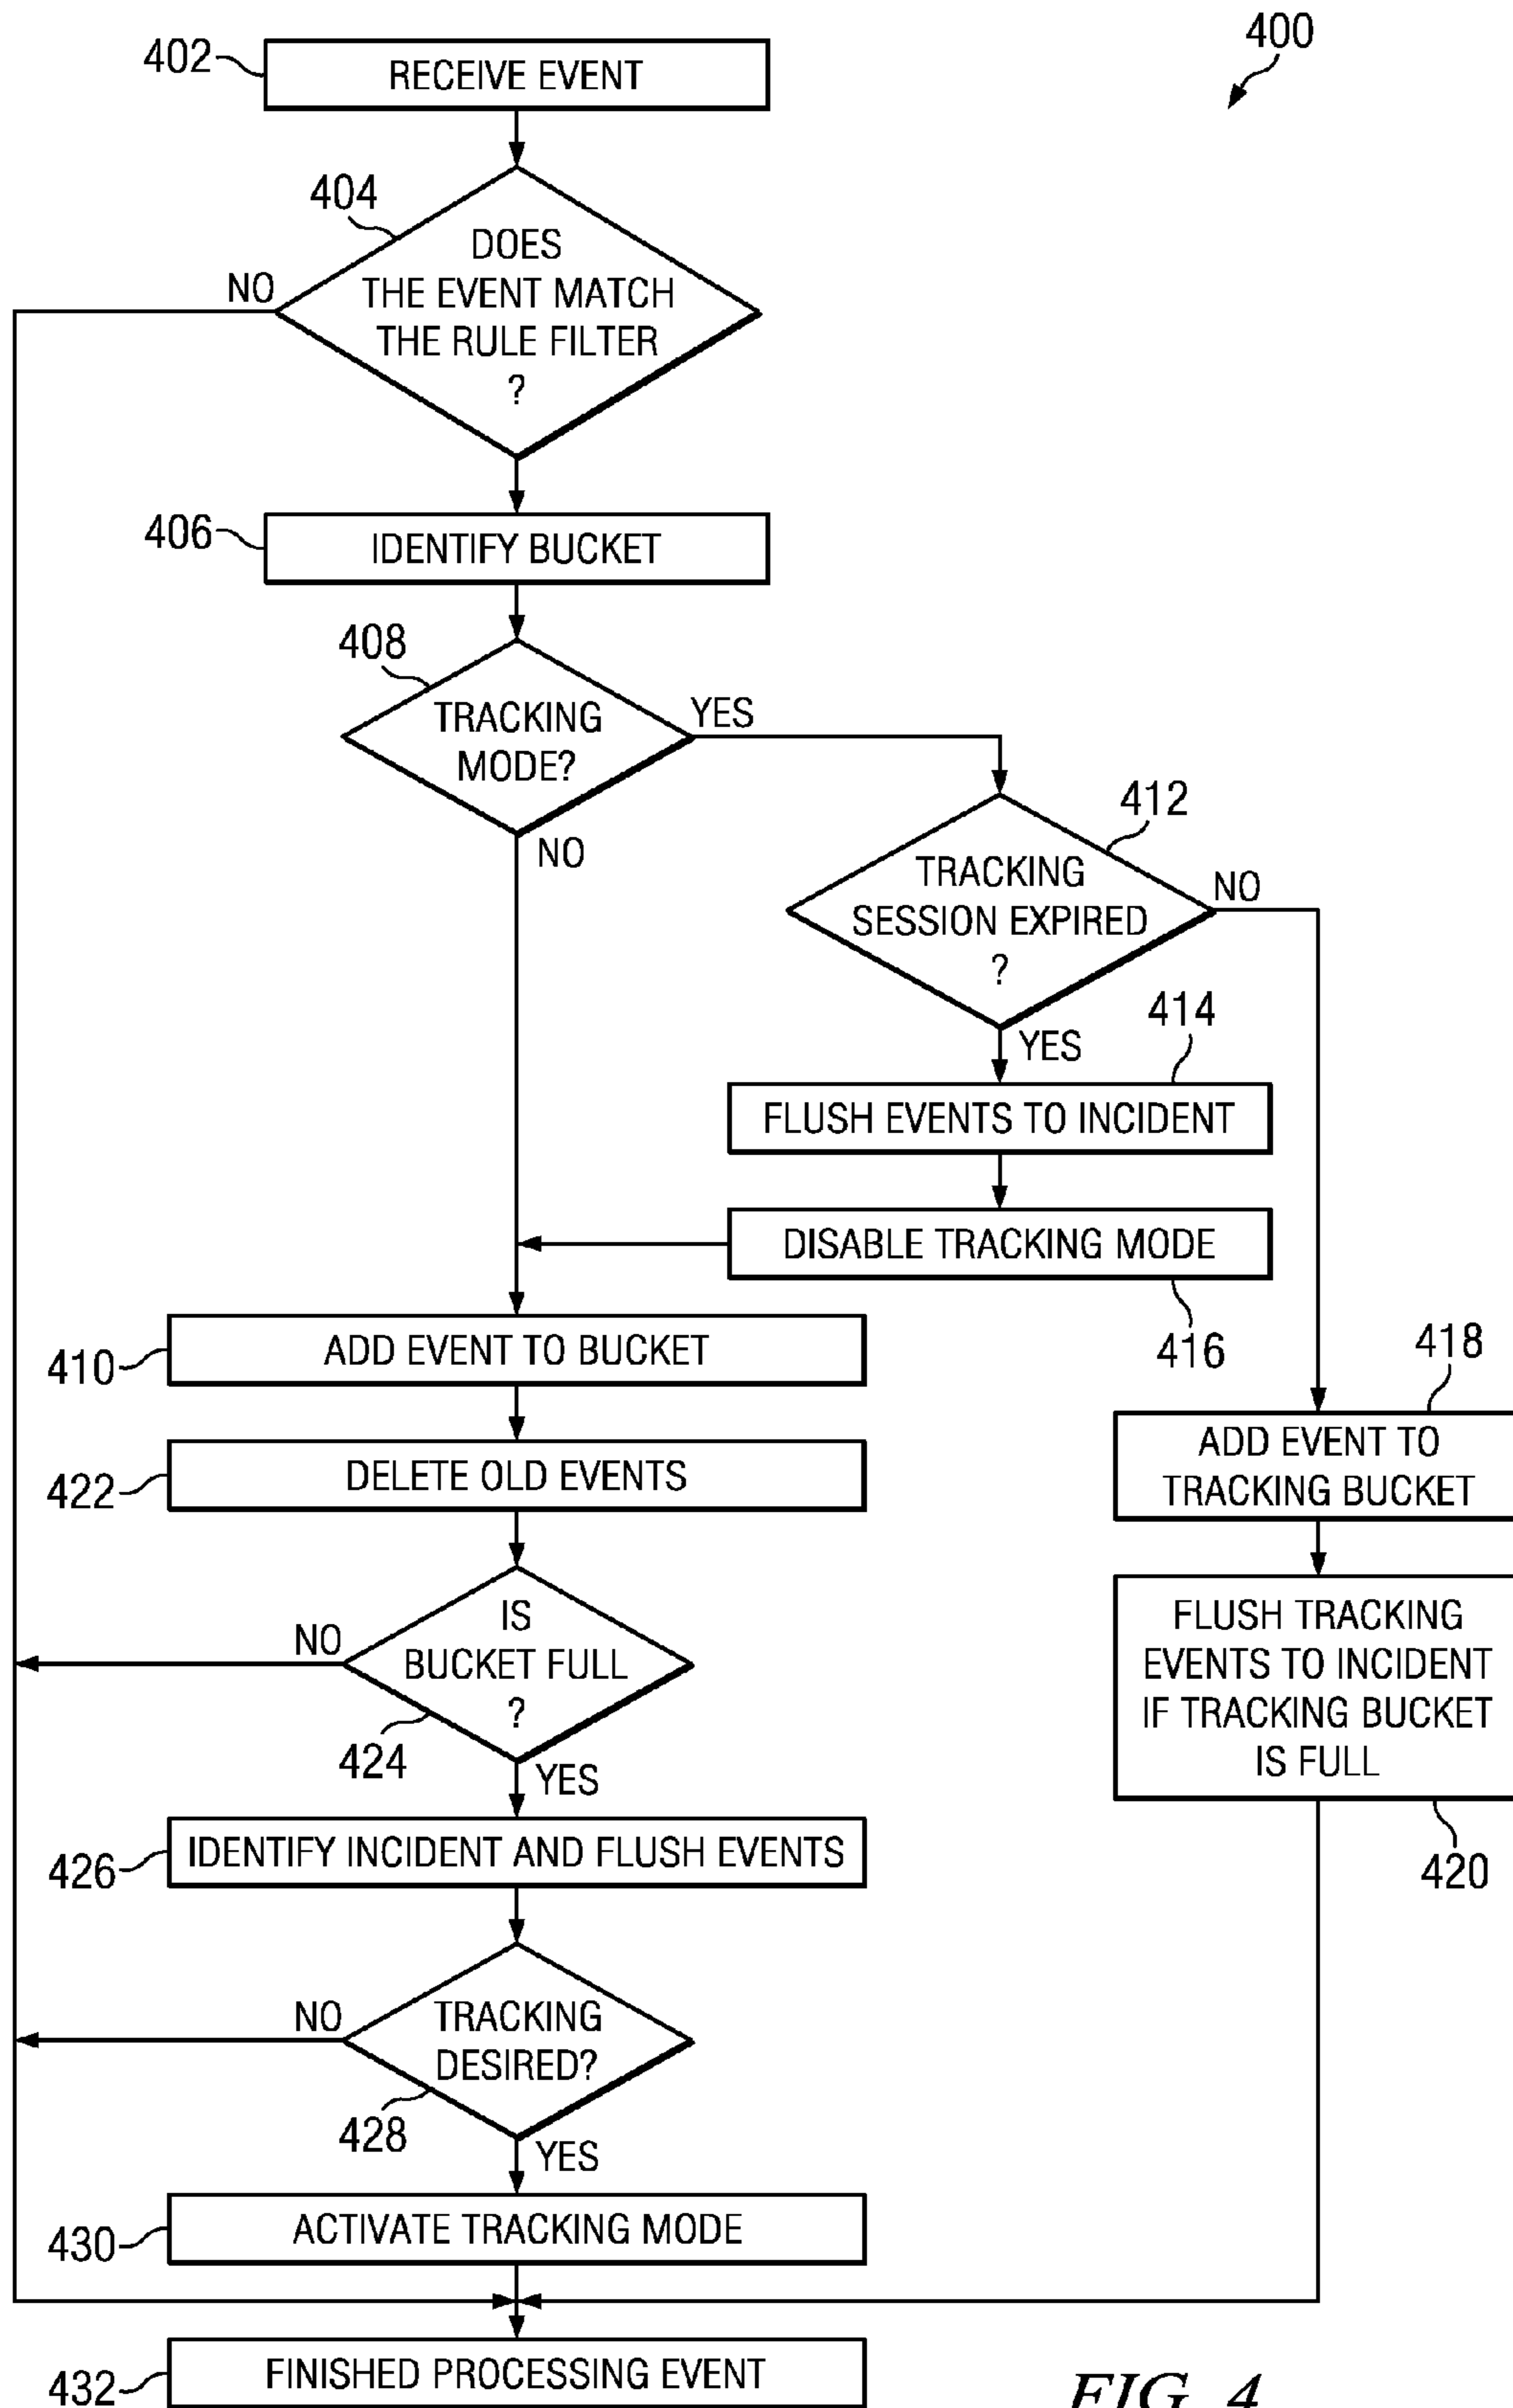 400
402
RECEIVE EVENT
404
DOES
THE EVENT MATCH
THE RULE FILTER
?
NO
406
IDENTIFY BUCKET
408
TRACKING
MODE?
YES
NO
412
TRACKING
SESSION EXPIRED
?
NO
YES
414
FLUSH EVENTS TO INCIDENT
DISABLE TRACKING MODE
416
410
ADD EVENT TO BUCKET
418
ADD EVENT TO
TRACKING BUCKET
422
DELETE OLD EVENTS
FLUSH TRACKING
EVENTS TO INCIDENT
IF TRACKING BUCKET
IS FULL
420
IS
BUCKET FULL
?
NO
424
YES
426
IDENTIFY INCIDENT AND FLUSH EVENTS
TRACKING
DESIRED?
NO
428
YES
430
ACTIVATE TRACKING MODE
432
FINISHED PROCESSING EVENT
FIG. 4